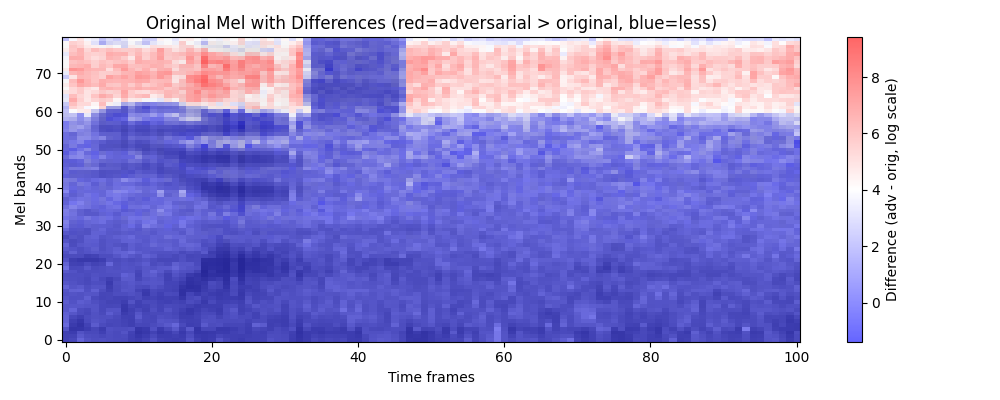 Original Mel with Differences (red=adversarial > original, blue=less)
Mel bands
70
60
50
40
30
20
10
0
0 20 40 60 80 100
Time frames
8
6
4
2
0
Difference (adv - orig, log scale)